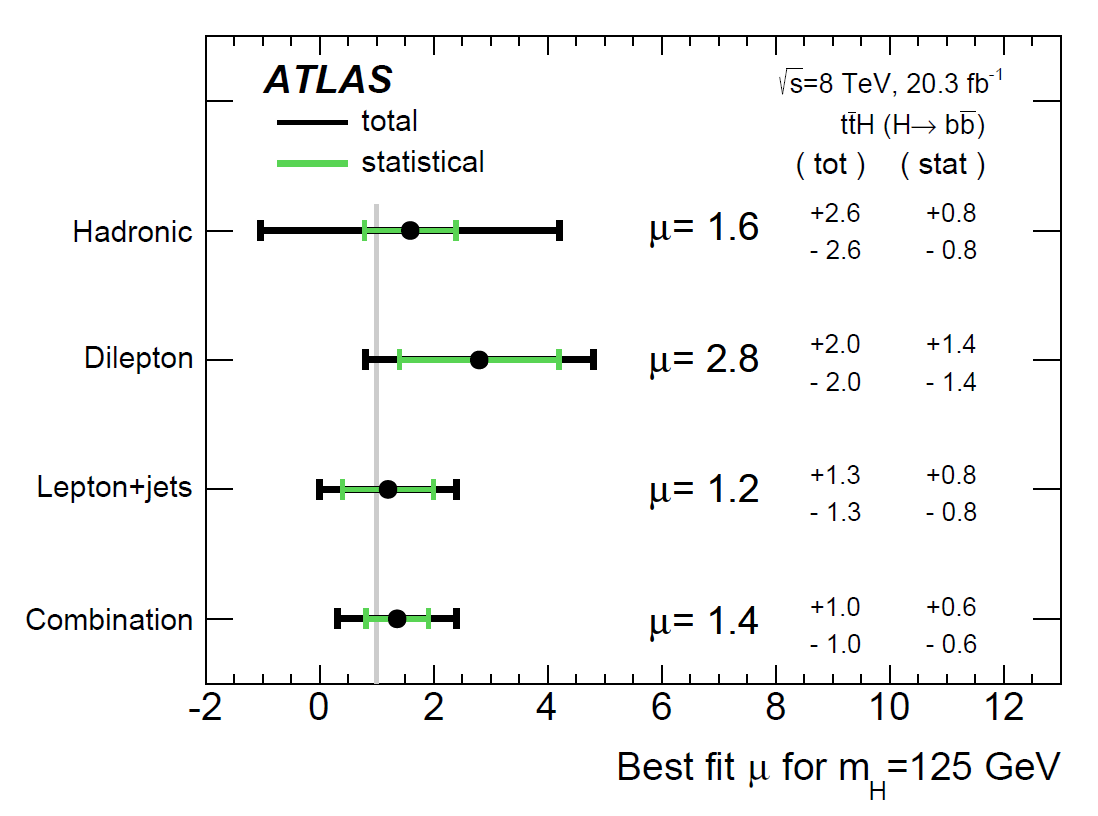 ATLAS
√s=8 TeV, 20.3 fb⁻¹
total
tt̄H (H→ bb̄)
statistical
( tot ) ( stat )
Hadronic
μ= 1.6
+2.6 +0.8
- 2.6 - 0.8
Dilepton
μ= 2.8
+2.0 +1.4
- 2.0 - 1.4
Lepton+jets
μ= 1.2
+1.3 +0.8
- 1.3 - 0.8
Combination
μ= 1.4
+1.0 +0.6
- 1.0 - 0.6
-2 0 2 4 6 8 10 12
Best fit μ for m_H=125 GeV